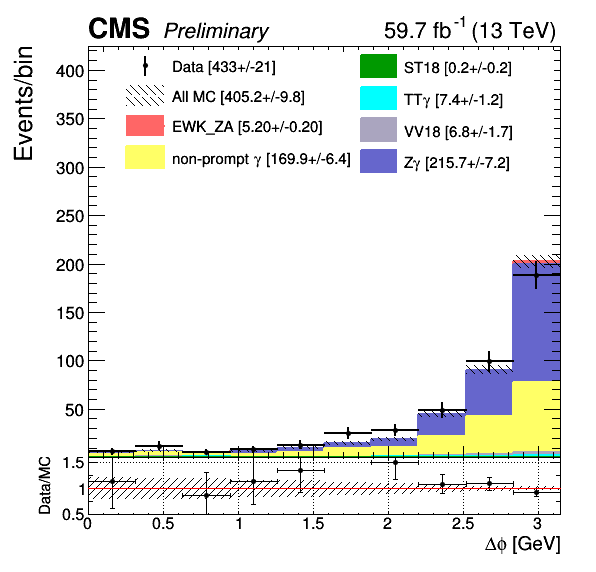 CMS Preliminary 59.7 fb⁻¹ (13 TeV)
Events/bin
400
350
300
250
200
150
100
50
Data [433+/-21]
All MC [405.2+/-9.8]
EWK_ZA [5.20+/-0.20]
non-prompt γ [169.9+/-6.4]
ST18 [0.2+/-0.2]
TTγ [7.4+/-1.2]
VV18 [6.8+/-1.7]
Zγ [215.7+/-7.2]
Data/MC
1.5
1
0.5
0 0.5 1 1.5 2 2.5 3
Δϕ [GeV]